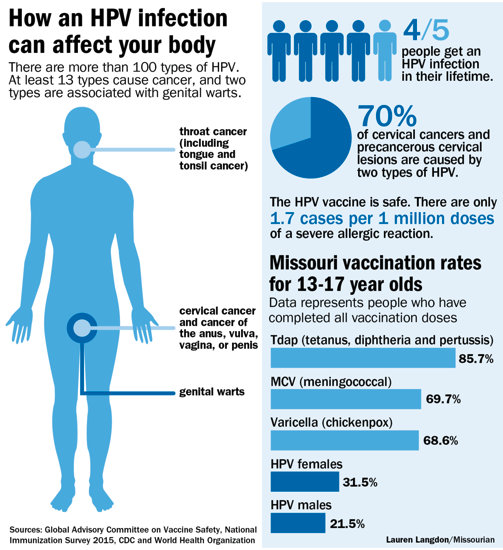 How an HPV infection
can affect your body
There are more than 100 types of HPV.
At least 13 types cause cancer, and two
types are associated with genital warts.
throat cancer
(including
tongue and
tonsil cancer)
cervical cancer
and cancer of
the anus, vulva,
vagina, or penis
genital warts
Sources: Global Advisory Committee on Vaccine Safety, National
Immunization Survey 2015, CDC and World Health Organization
4/5
people get an
HPV infection
in their lifetime.
70%
of cervical cancers and
precancerous cervical
lesions are caused by
two types of HPV.
The HPV vaccine is safe. There are only
1.7 cases per 1 million doses
of a severe allergic reaction.
Missouri vaccination rates
for 13-17 year olds
Data represents people who have
completed all vaccination doses
Tdap (tetanus, diphtheria and pertussis)
85.7%
MCV (meningococcal)
69.7%
Varicella (chickenpox)
68.6%
HPV females
31.5%
HPV males
21.5%
Lauren Langdon/Missourian